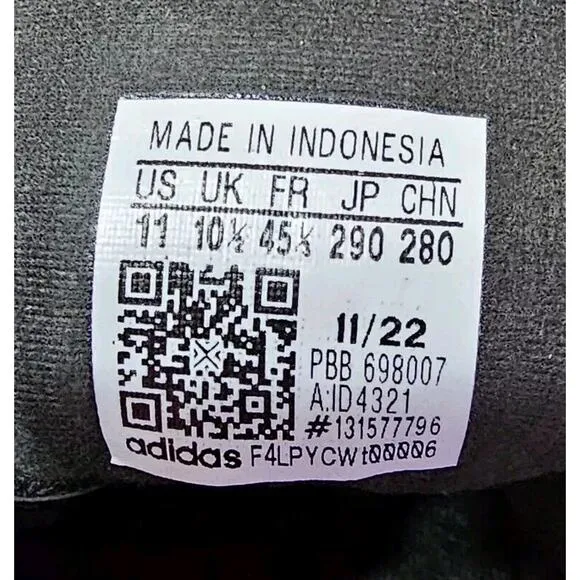 MADE IN INDONESIA
US UK FR JP CHN
11 10½ 45⅓ 290 280
11/22
PBB 698007
A:ID4321
#131577796
adidas F4LPYCWt00006